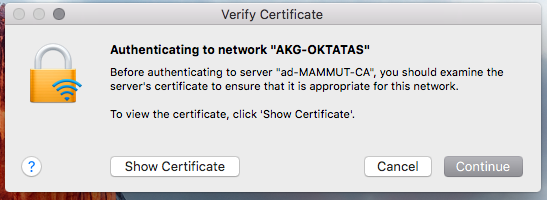 Verify Certificate
Authenticating to network "AKG-OKTATAS"
Before authenticating to server "ad-MAMMUT-CA", you should examine the
server's certificate to ensure that it is appropriate for this network.
To view the certificate, click 'Show Certificate'.
?
Show Certificate
Cancel
Continue